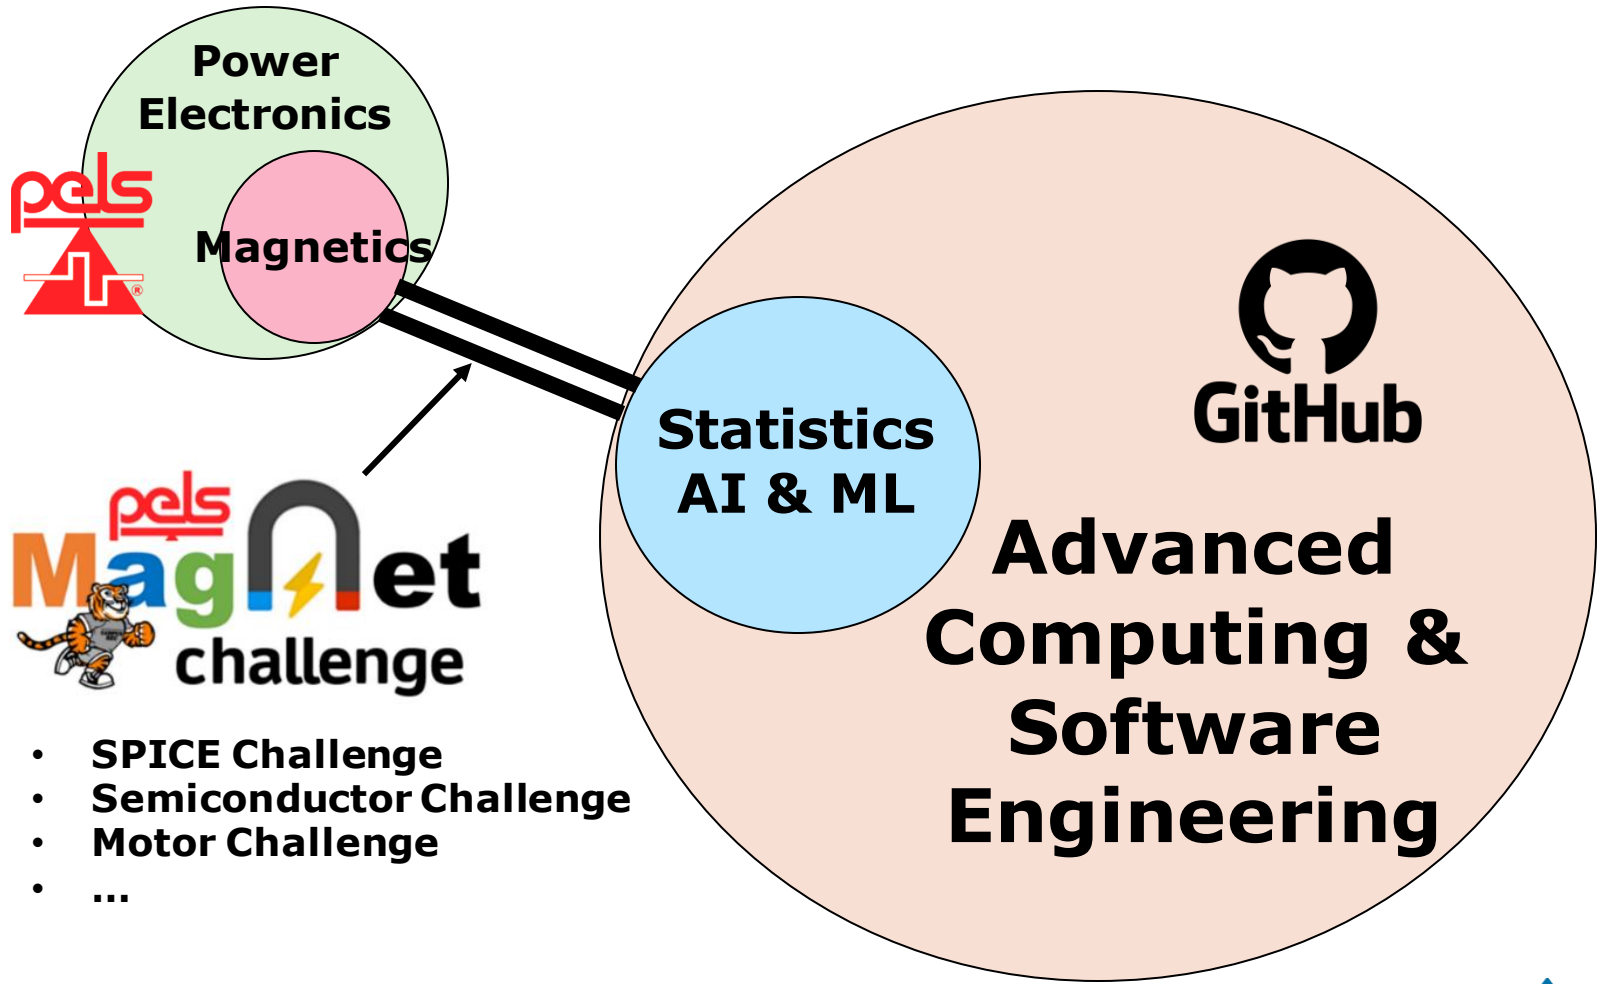 Power
Electronics
pels
®
Magnetics
GitHub
Statistics
AI & ML
Advanced
Computing &
Software
Engineering
pels
MagNet
challenge
• SPICE Challenge
• Semiconductor Challenge
• Motor Challenge
• ...